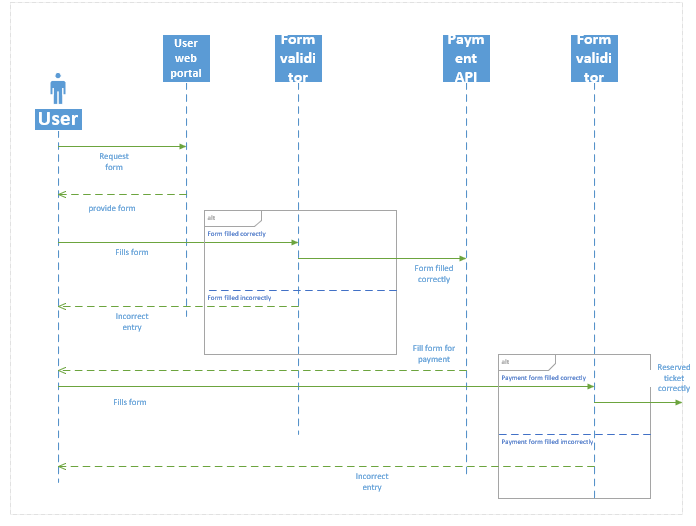 User
web
portal
Form
validi
tor
Paym
ent
API
Form
validi
tor
User
Request
form
provide form
alt
Form filled correctly
Fills form
Form filled
correctly
Form filled incorrectly
Incorrect
entry
Fill form for
payment
alt
Reserved
ticket
correctly
Payment form filled correctly
Fills form
Payment form filled imcorrectly
Incorrect
entry